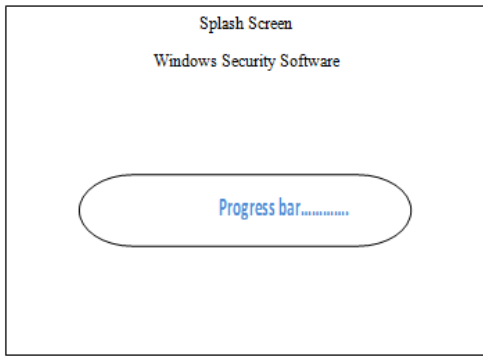 Splash Screen
Windows Security Software
Progress bar.............